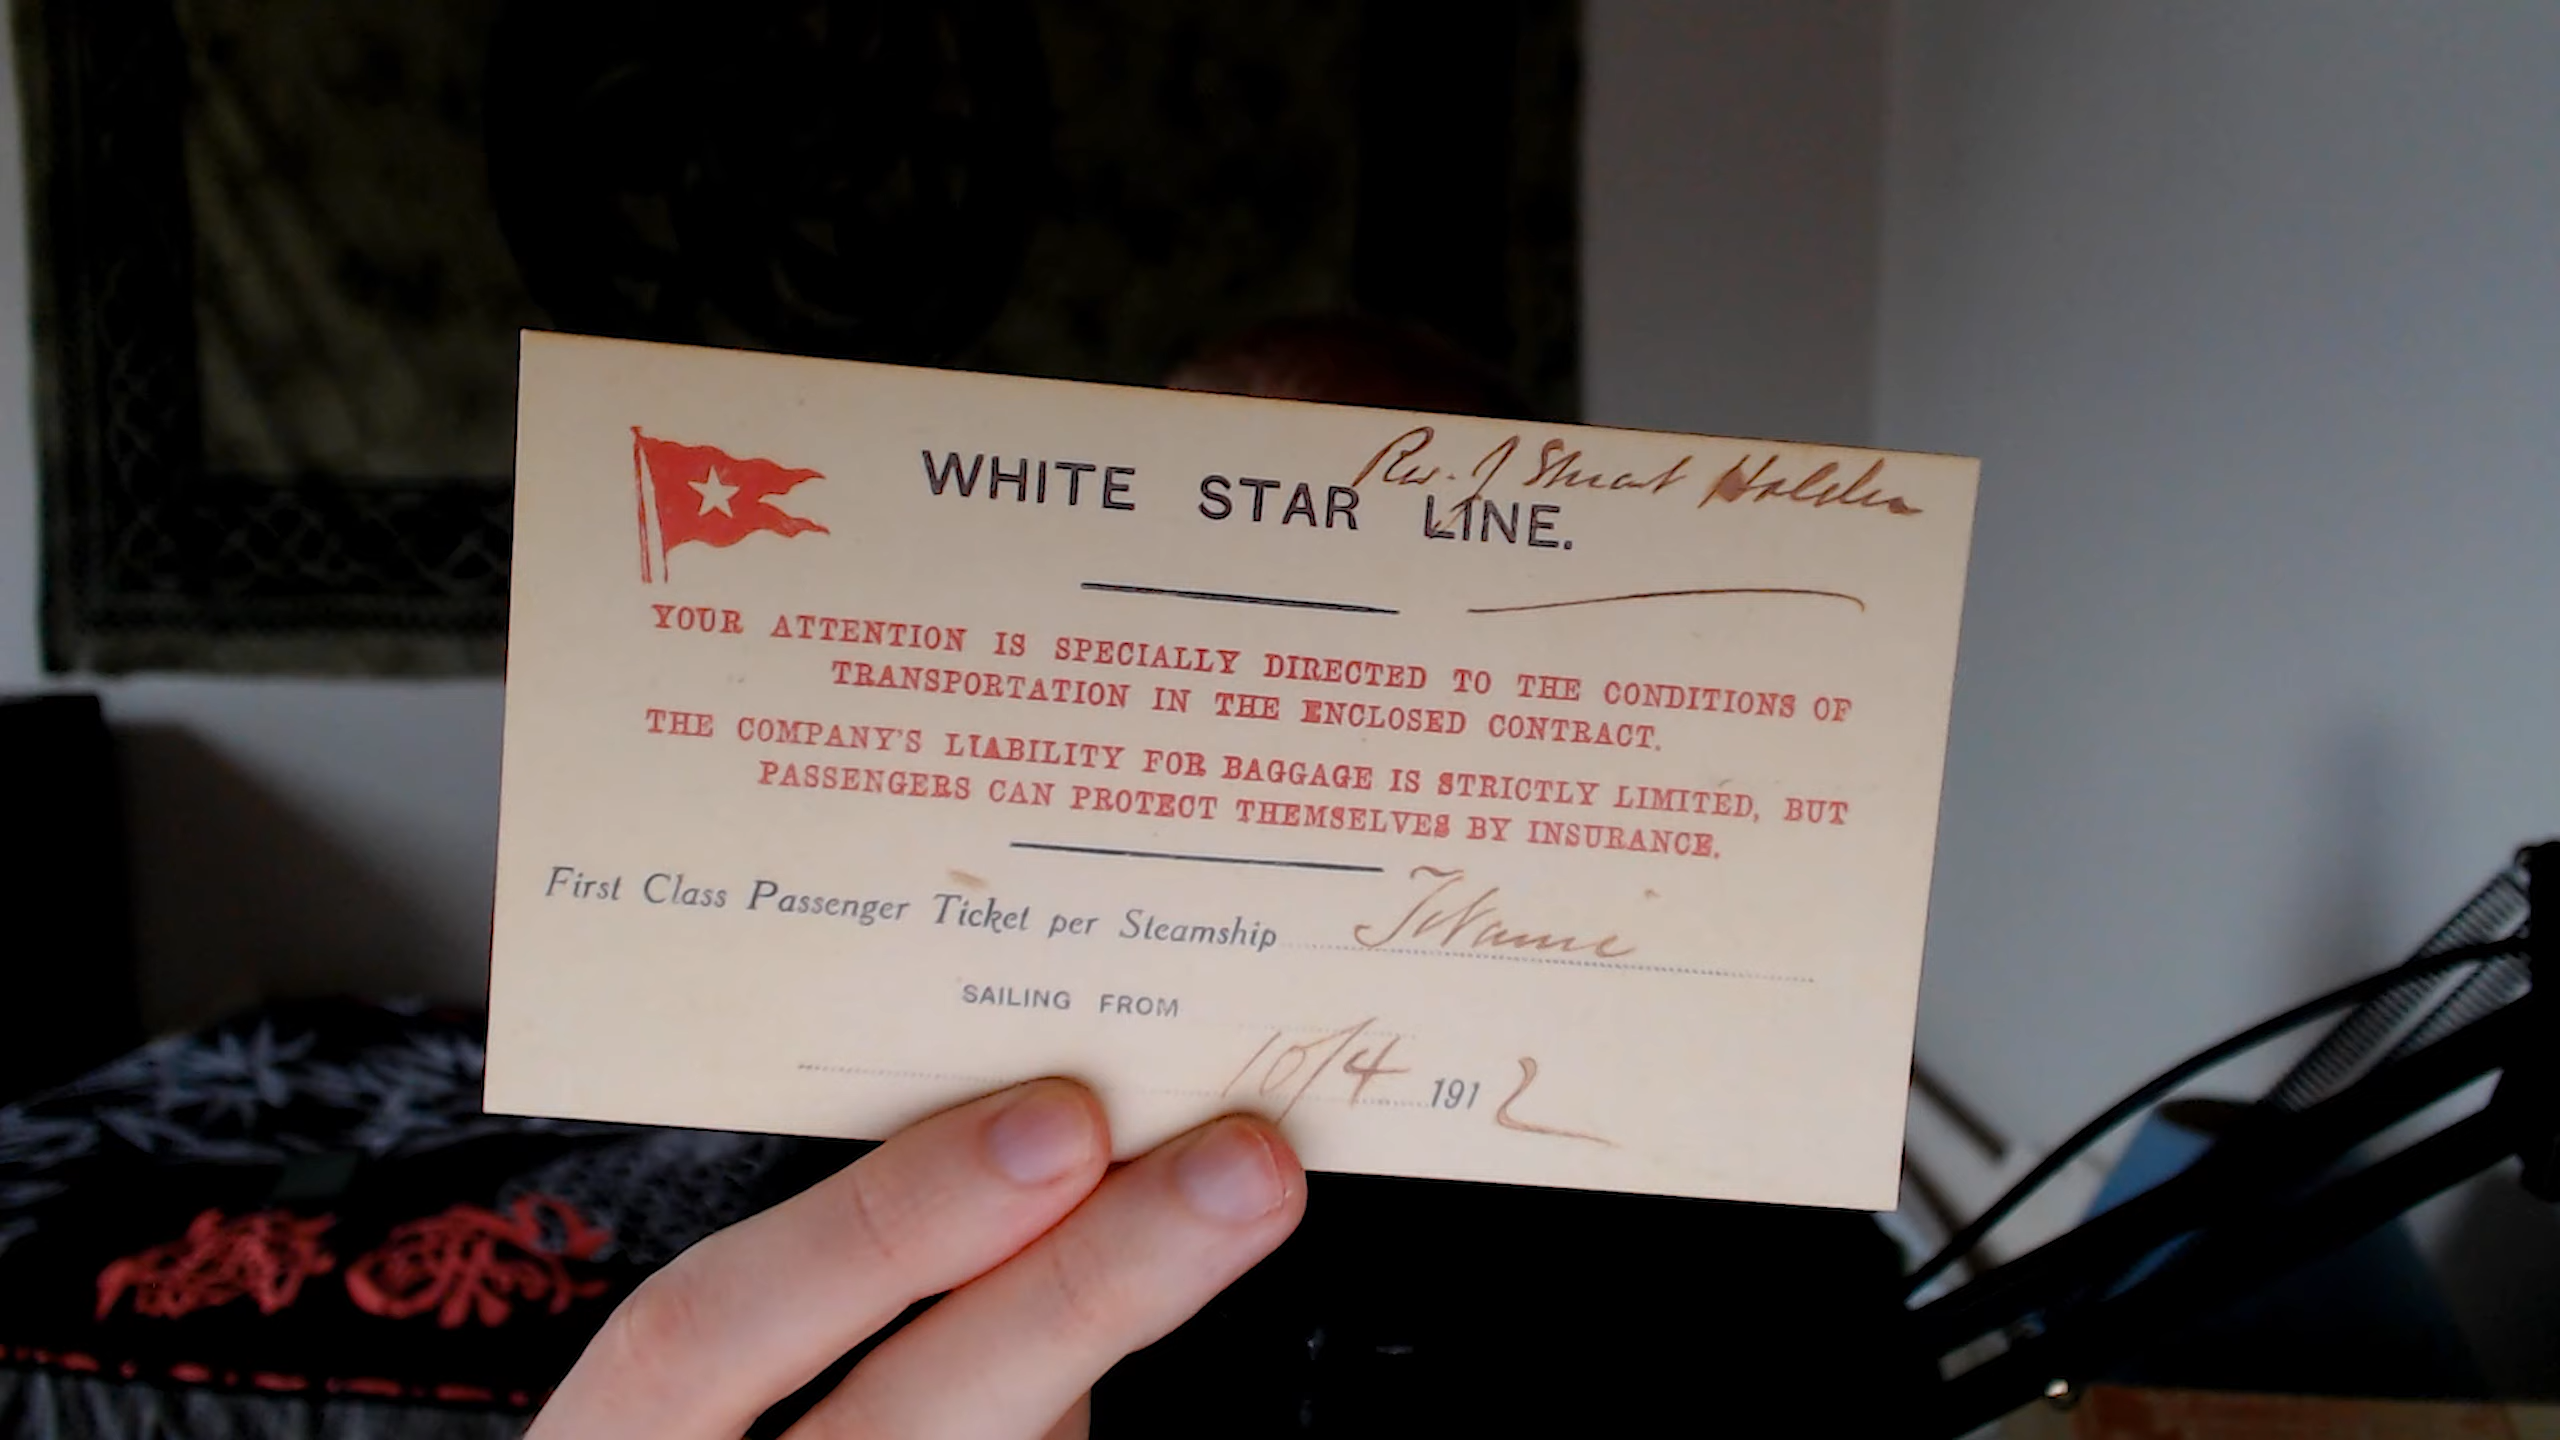 Rev. J Stuart Holden
WHITE STAR LINE.
YOUR ATTENTION IS SPECIALLY DIRECTED TO THE CONDITIONS OF
TRANSPORTATION IN THE ENCLOSED CONTRACT.
THE COMPANY'S LIABILITY FOR BAGGAGE IS STRICTLY LIMITED, BUT
PASSENGERS CAN PROTECT THEMSELVES BY INSURANCE.
First Class Passenger Ticket per Steamship Titanic
SAILING FROM
10/4 1912